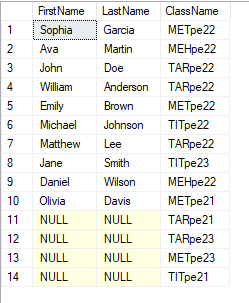 FirstName LastName ClassName
1 Sophia Garcia METpe22
2 Ava Martin MEHpe22
3 John Doe TARpe22
4 William Anderson TARpe22
5 Emily Brown METpe22
6 Michael Johnson TITpe22
7 Matthew Lee TARpe22
8 Jane Smith TITpe23
9 Daniel Wilson MEHpe22
10 Olivia Davis METpe21
11 NULL NULL TARpe21
12 NULL NULL TARpe23
13 NULL NULL METpe23
14 NULL NULL TITpe21